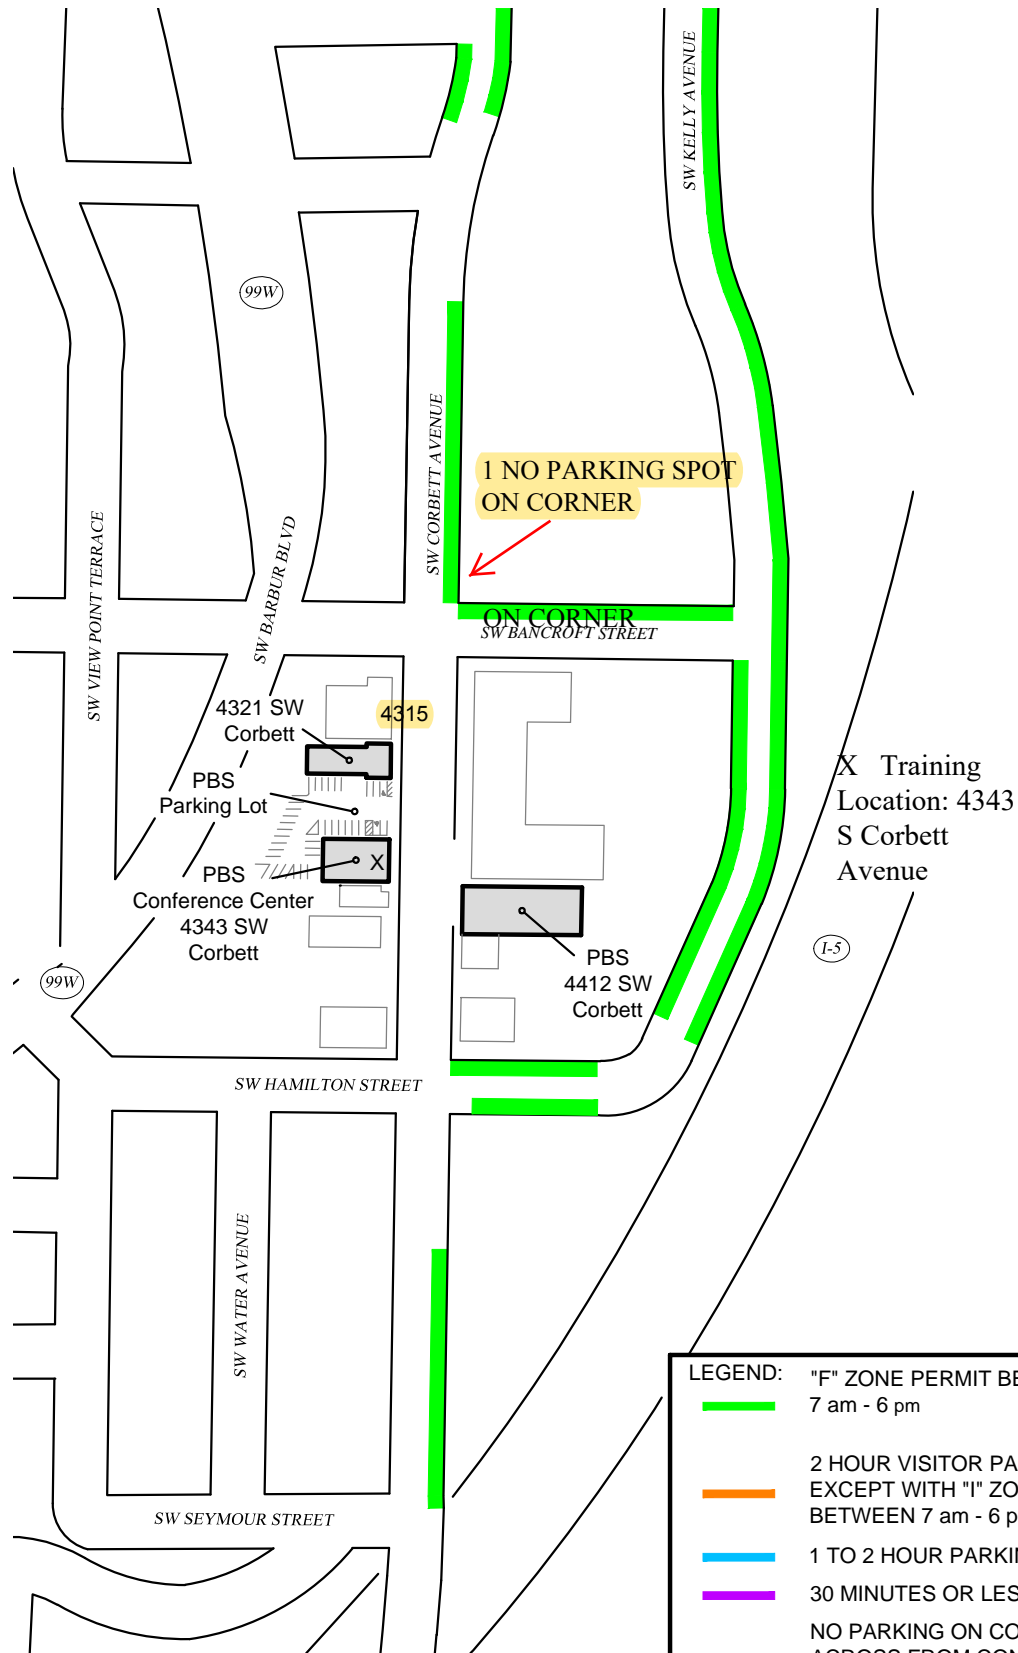 SW KELLY AVENUE
99W
SW CORBETT AVENUE
1 NO PARKING SPOT
ON CORNER
SW VIEW POINT TERRACE
SW BARBUR BLVD
ON CORNER
SW BANCROFT STREET
4321 SW
Corbett
4315
PBS
Parking Lot
X Training
Location: 4343
S Corbett
Avenue
X
PBS
Conference Center
4343 SW
Corbett
PBS
4412 SW
Corbett
I-5
99W
SW HAMILTON STREET
SW WATER AVENUE
SW SEYMOUR STREET
LEGEND:
"F" ZONE PERMIT BE
7 am - 6 pm
2 HOUR VISITOR PA
EXCEPT WITH "I" ZO
BETWEEN 7 am - 6 p
1 TO 2 HOUR PARKIN
30 MINUTES OR LES
NO PARKING ON CO